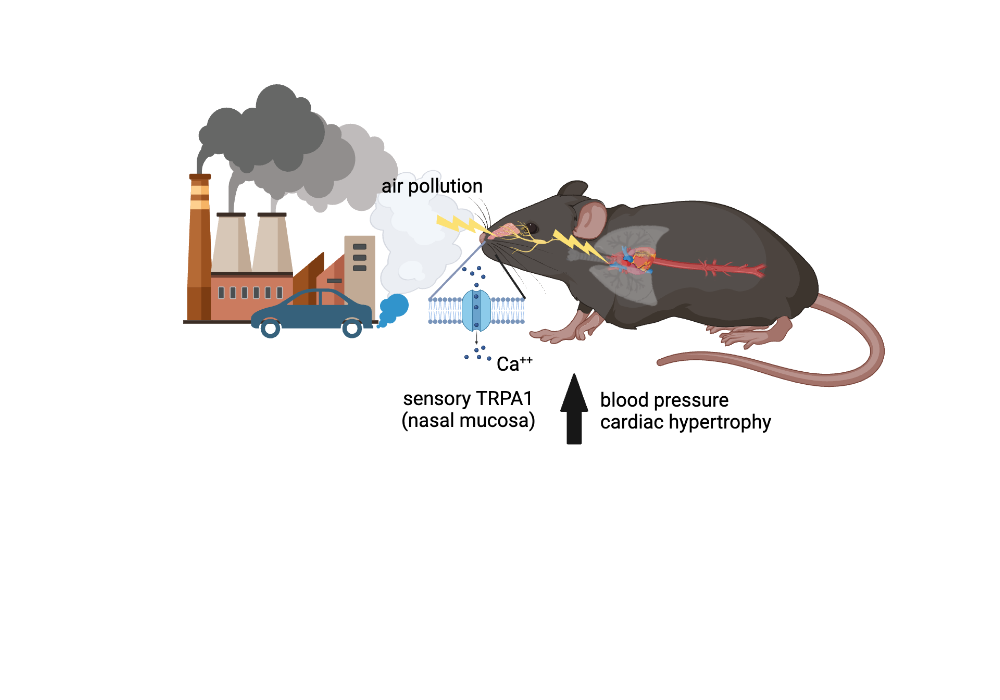 air pollution
Ca⁺⁺
sensory TRPA1
(nasal mucosa)
blood pressure
cardiac hypertrophy